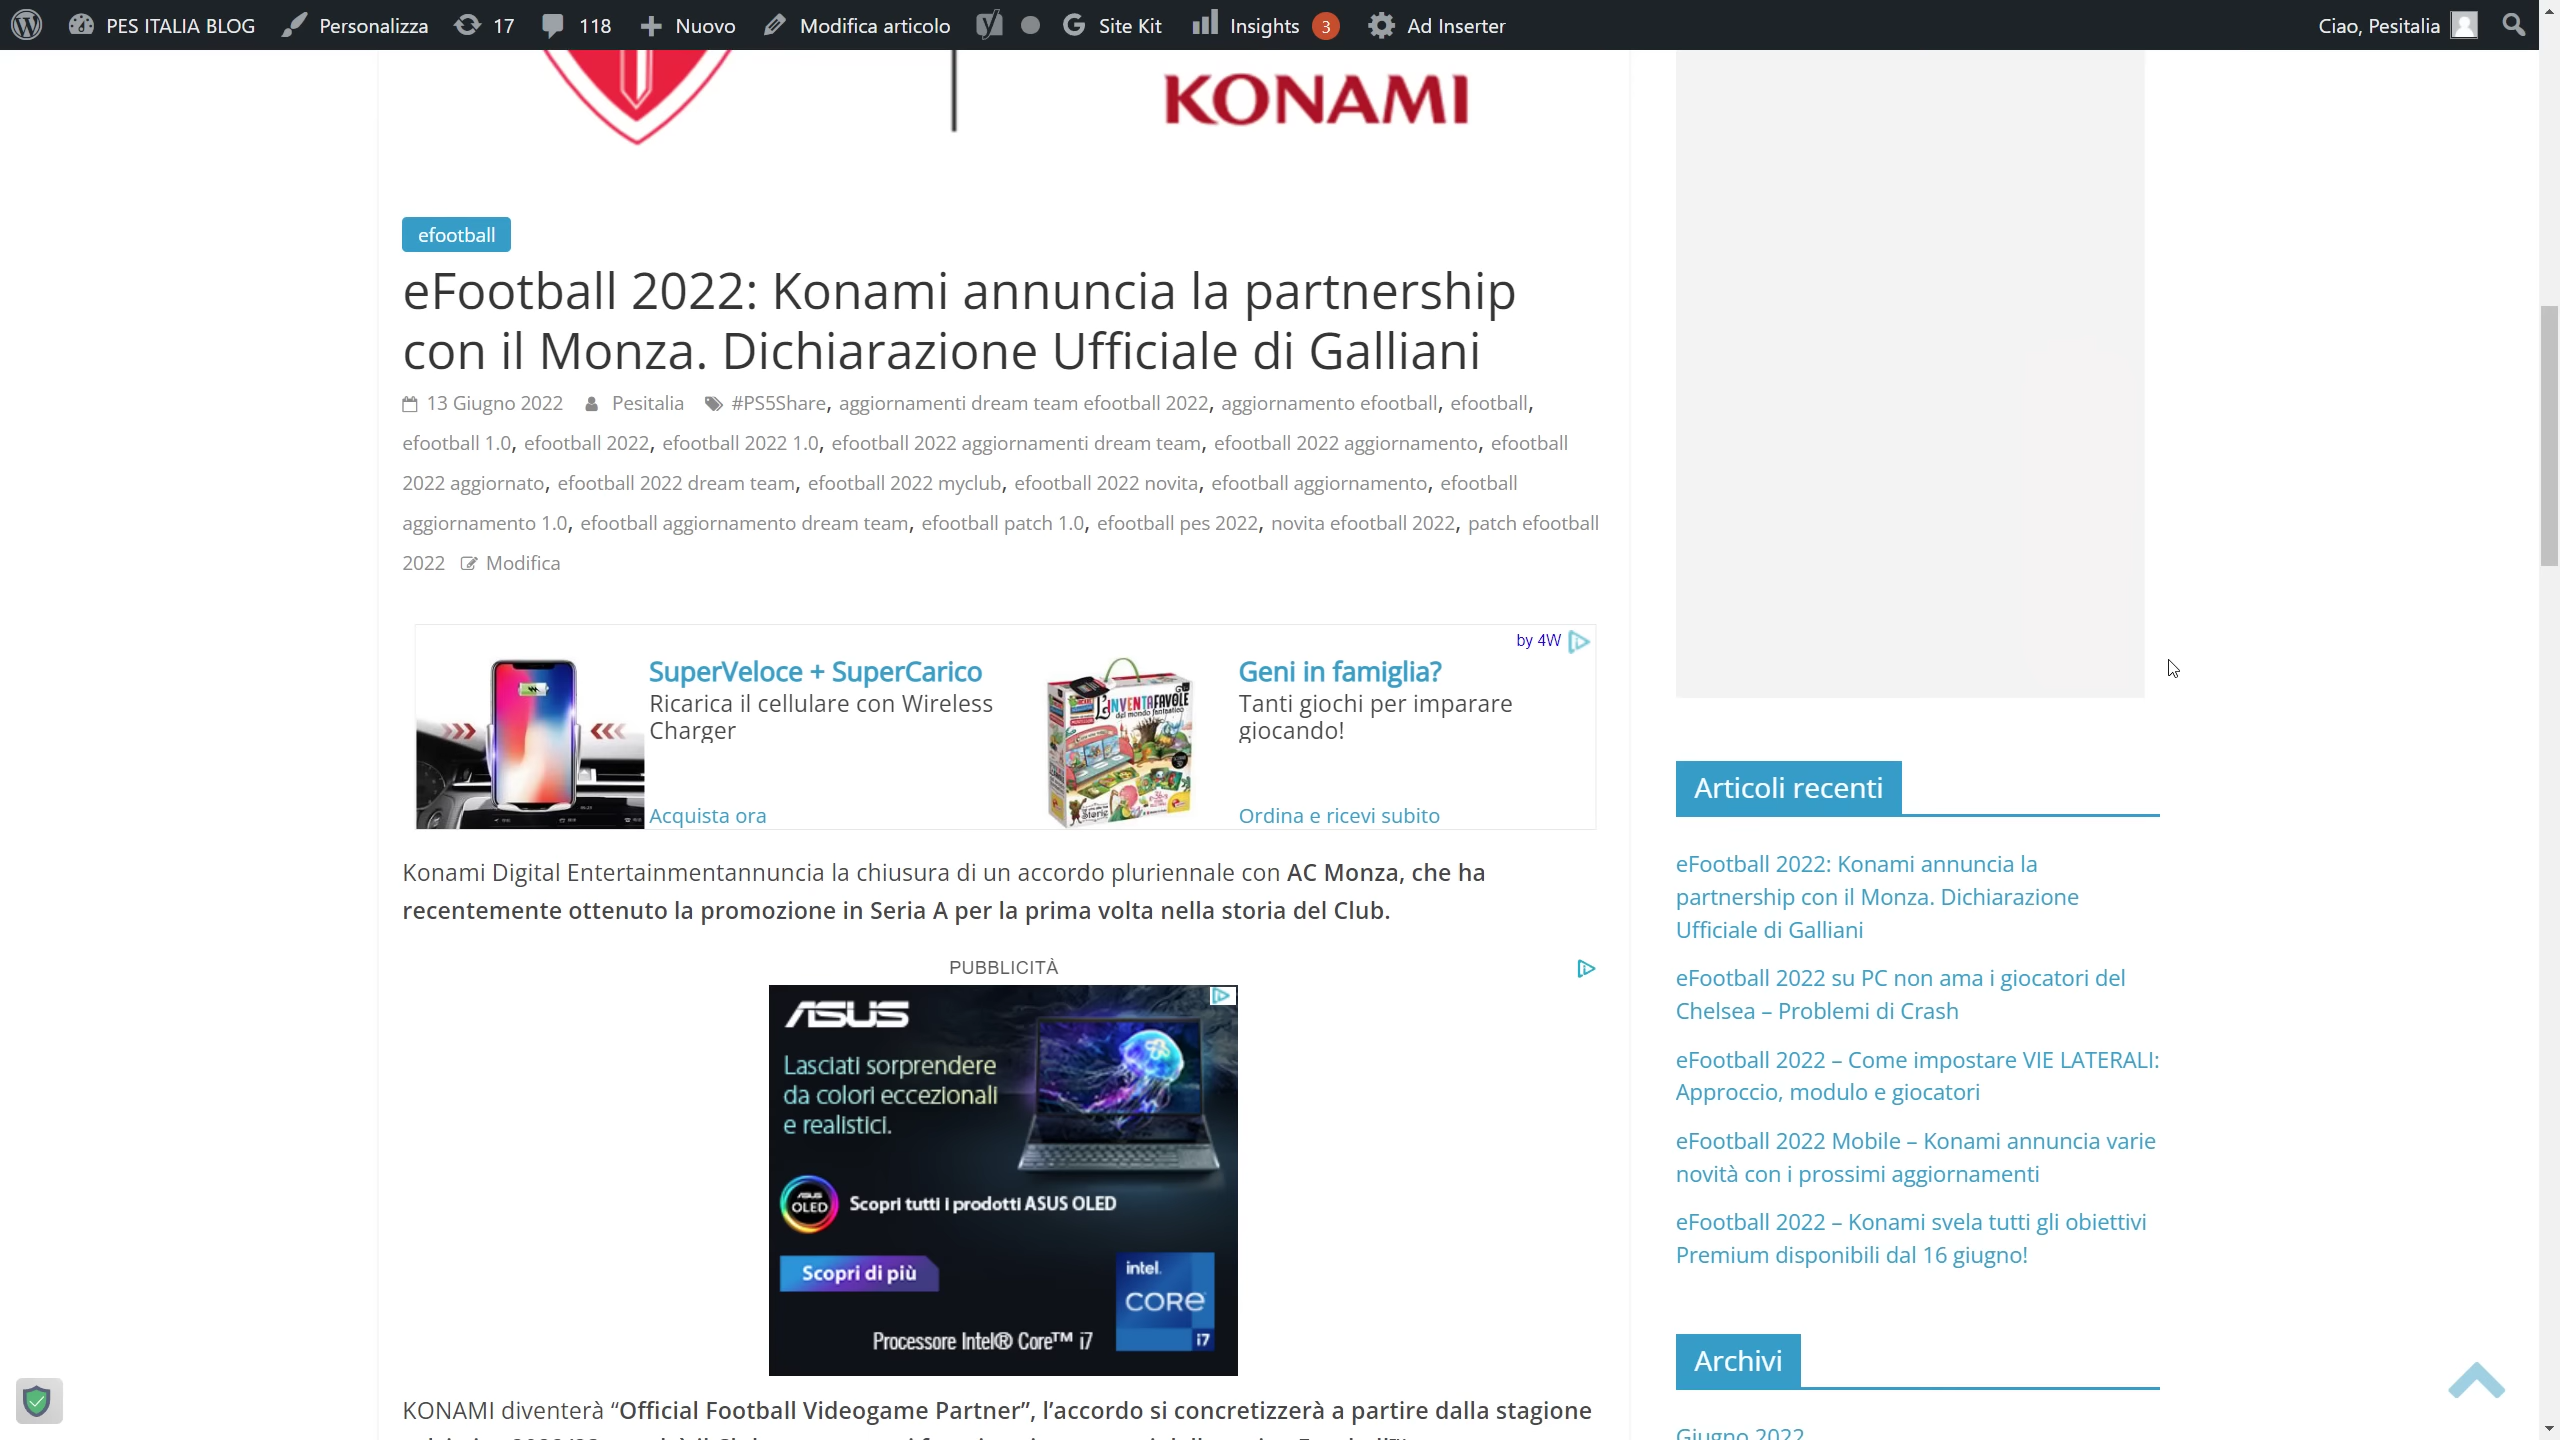 PES ITALIA BLOG Personalizza 17 118 Nuovo Modifica articolo Site Kit Insights 3 Ad Inserter Ciao, Pesitalia
KONAMI
efootball
eFootball 2022: Konami annuncia la partnership
con il Monza. Dichiarazione Ufficiale di Galliani
13 Giugno 2022 Pesitalia #PS5Share, aggiornamenti dream team efootball 2022, aggiornamento efootball, efootball,
efootball 1.0, efootball 2022, efootball 2022 1.0, efootball 2022 aggiornamenti dream team, efootball 2022 aggiornamento, efootball
2022 aggiornato, efootball 2022 dream team, efootball 2022 myclub, efootball 2022 novita, efootball aggiornamento, efootball
aggiornamento 1.0, efootball aggiornamento dream team, efootball patch 1.0, efootball pes 2022, novita efootball 2022, patch efootball
2022 Modifica
by 4W
SuperVeloce + SuperCarico
Ricarica il cellulare con Wireless
Charger
Acquista ora
L'INVENTAFAVOLE
Geni in famiglia?
Tanti giochi per imparare
giocando!
Ordina e ricevi subito
Konami Digital Entertainmentannuncia la chiusura di un accordo pluriennale con AC Monza, che ha
recentemente ottenuto la promozione in Seria A per la prima volta nella storia del Club.
PUBBLICITÀ
ASUS
Lasciati sorprendere
da colori eccezionali
e realistici.
ASUS
OLED
Scopri tutti i prodotti ASUS OLED
Scopri di più
intel.
CORE
i7
Processore Intel® Core™ i7
KONAMI diventerà “Official Football Videogame Partner”, l’accordo si concretizzerà a partire dalla stagione
Articoli recenti
eFootball 2022: Konami annuncia la
partnership con il Monza. Dichiarazione
Ufficiale di Galliani
eFootball 2022 su PC non ama i giocatori del
Chelsea – Problemi di Crash
eFootball 2022 – Come impostare VIE LATERALI:
Approccio, modulo e giocatori
eFootball 2022 Mobile – Konami annuncia varie
novità con i prossimi aggiornamenti
eFootball 2022 – Konami svela tutti gli obiettivi
Premium disponibili dal 16 giugno!
Archivi
Giugno 2022